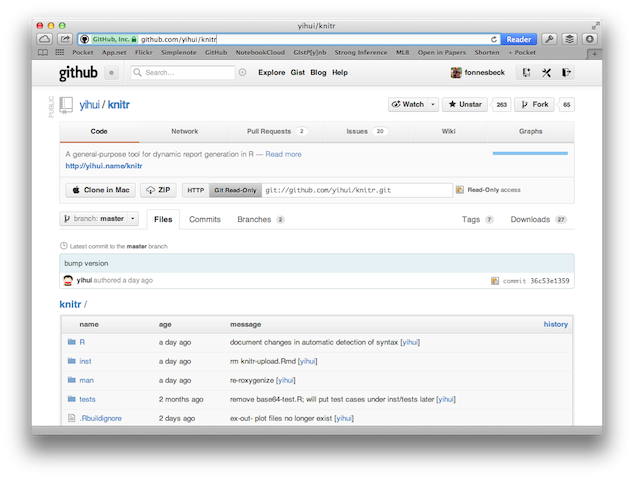 yihui/knitr
GitHub, Inc. github.com/yihui/knitr Reader
Pocket App.net Flickr Simplenote GitHub NotebookCloud GistP[y]nb Strong Inference MLB Open in Papers Shorten + Pocket
github Search... Explore Gist Blog Help fonnesbeck
PUBLIC
yihui / knitr Watch Unstar 263 Fork 65
Code Network Pull Requests 2 Issues 20 Wiki Graphs
A general-purpose tool for dynamic report generation in R — Read more
http://yihui.name/knitr
Clone in Mac ZIP HTTP Git Read-Only git://github.com/yihui/knitr.git Read-Only access
branch: master Files Commits Branches 2 Tags 7 Downloads 27
Latest commit to the master branch
bump version
yihui authored a day ago commit 36c53e1359
knitr /
name age message history
R a day ago document changes in automatic detection of syntax [yihui]
inst a day ago rm knitr-upload.Rmd [yihui]
man a day ago re-roxygenize [yihui]
tests 2 months ago remove base64-test.R; will put test cases under inst/tests later [yihui]
.Rbuildignore 2 days ago ex-out- plot files no longer exist [yihui]